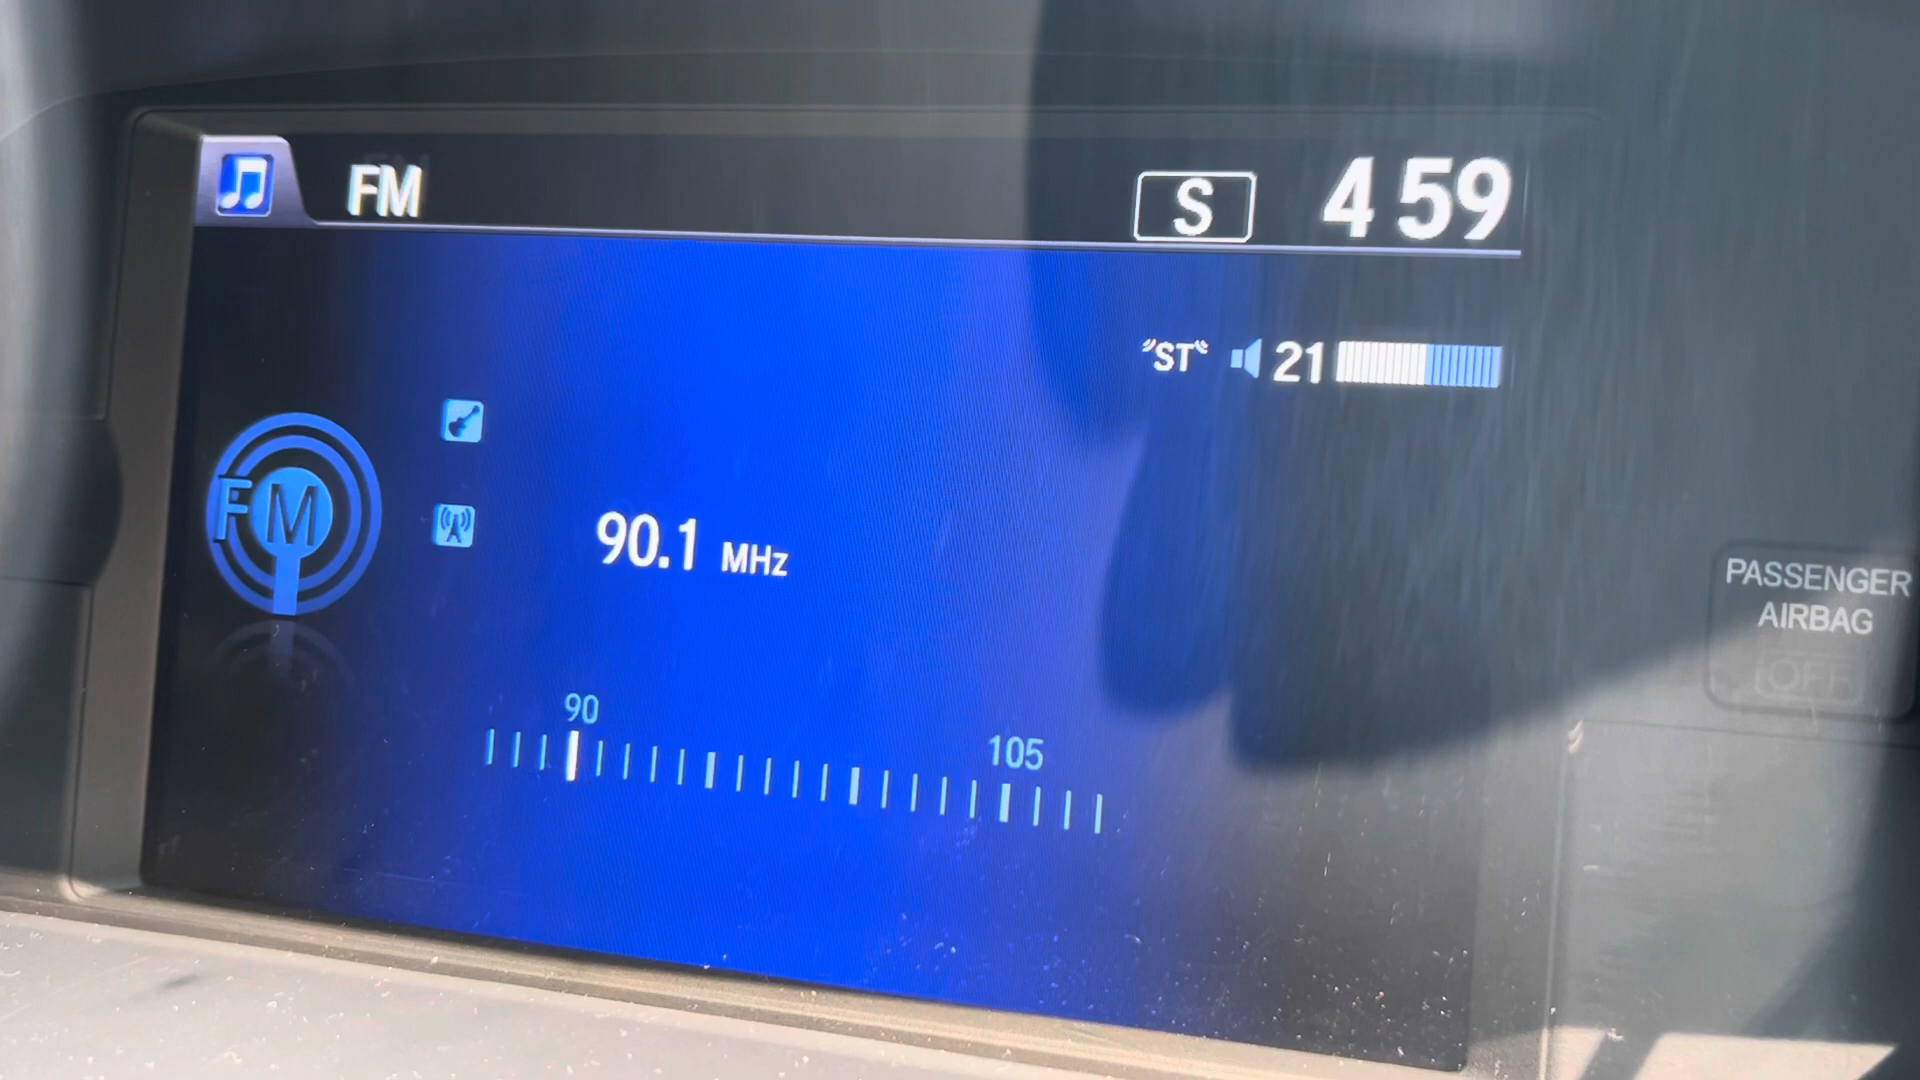 FM S 4 59
"ST" 21
FM
90.1 MHz
90 105
PASSENGER
AIRBAG
OFF